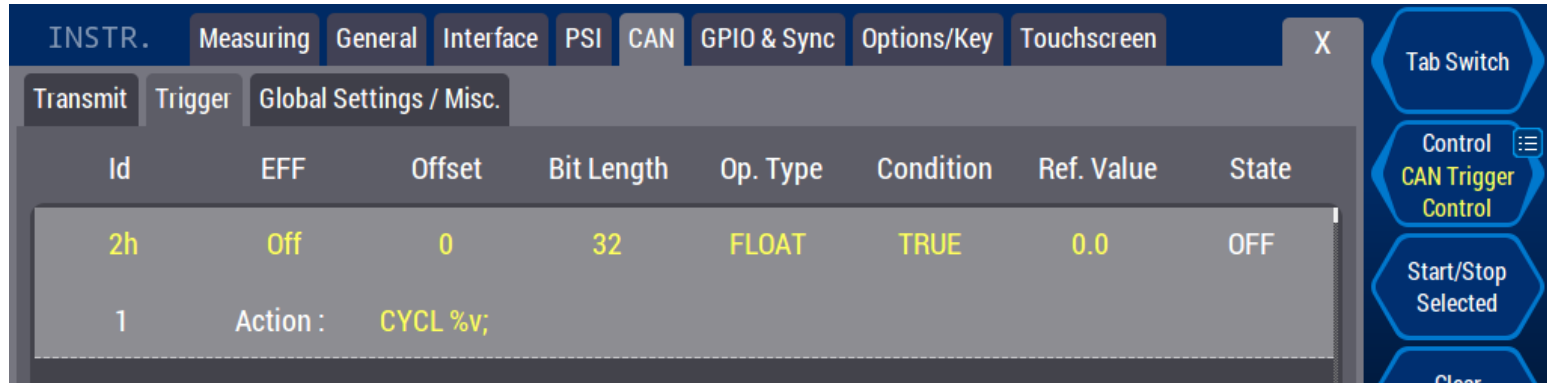 INSTR. Measuring General Interface PSI CAN GPIO & Sync Options/Key Touchscreen X
Tab Switch
Transmit Trigger Global Settings / Misc.
Control
CAN Trigger
Control
Id EFF Offset Bit Length Op. Type Condition Ref. Value State
2h Off 0 32 FLOAT TRUE 0.0 OFF
Start/Stop
Selected
1 Action : CYCL %v;
Clear